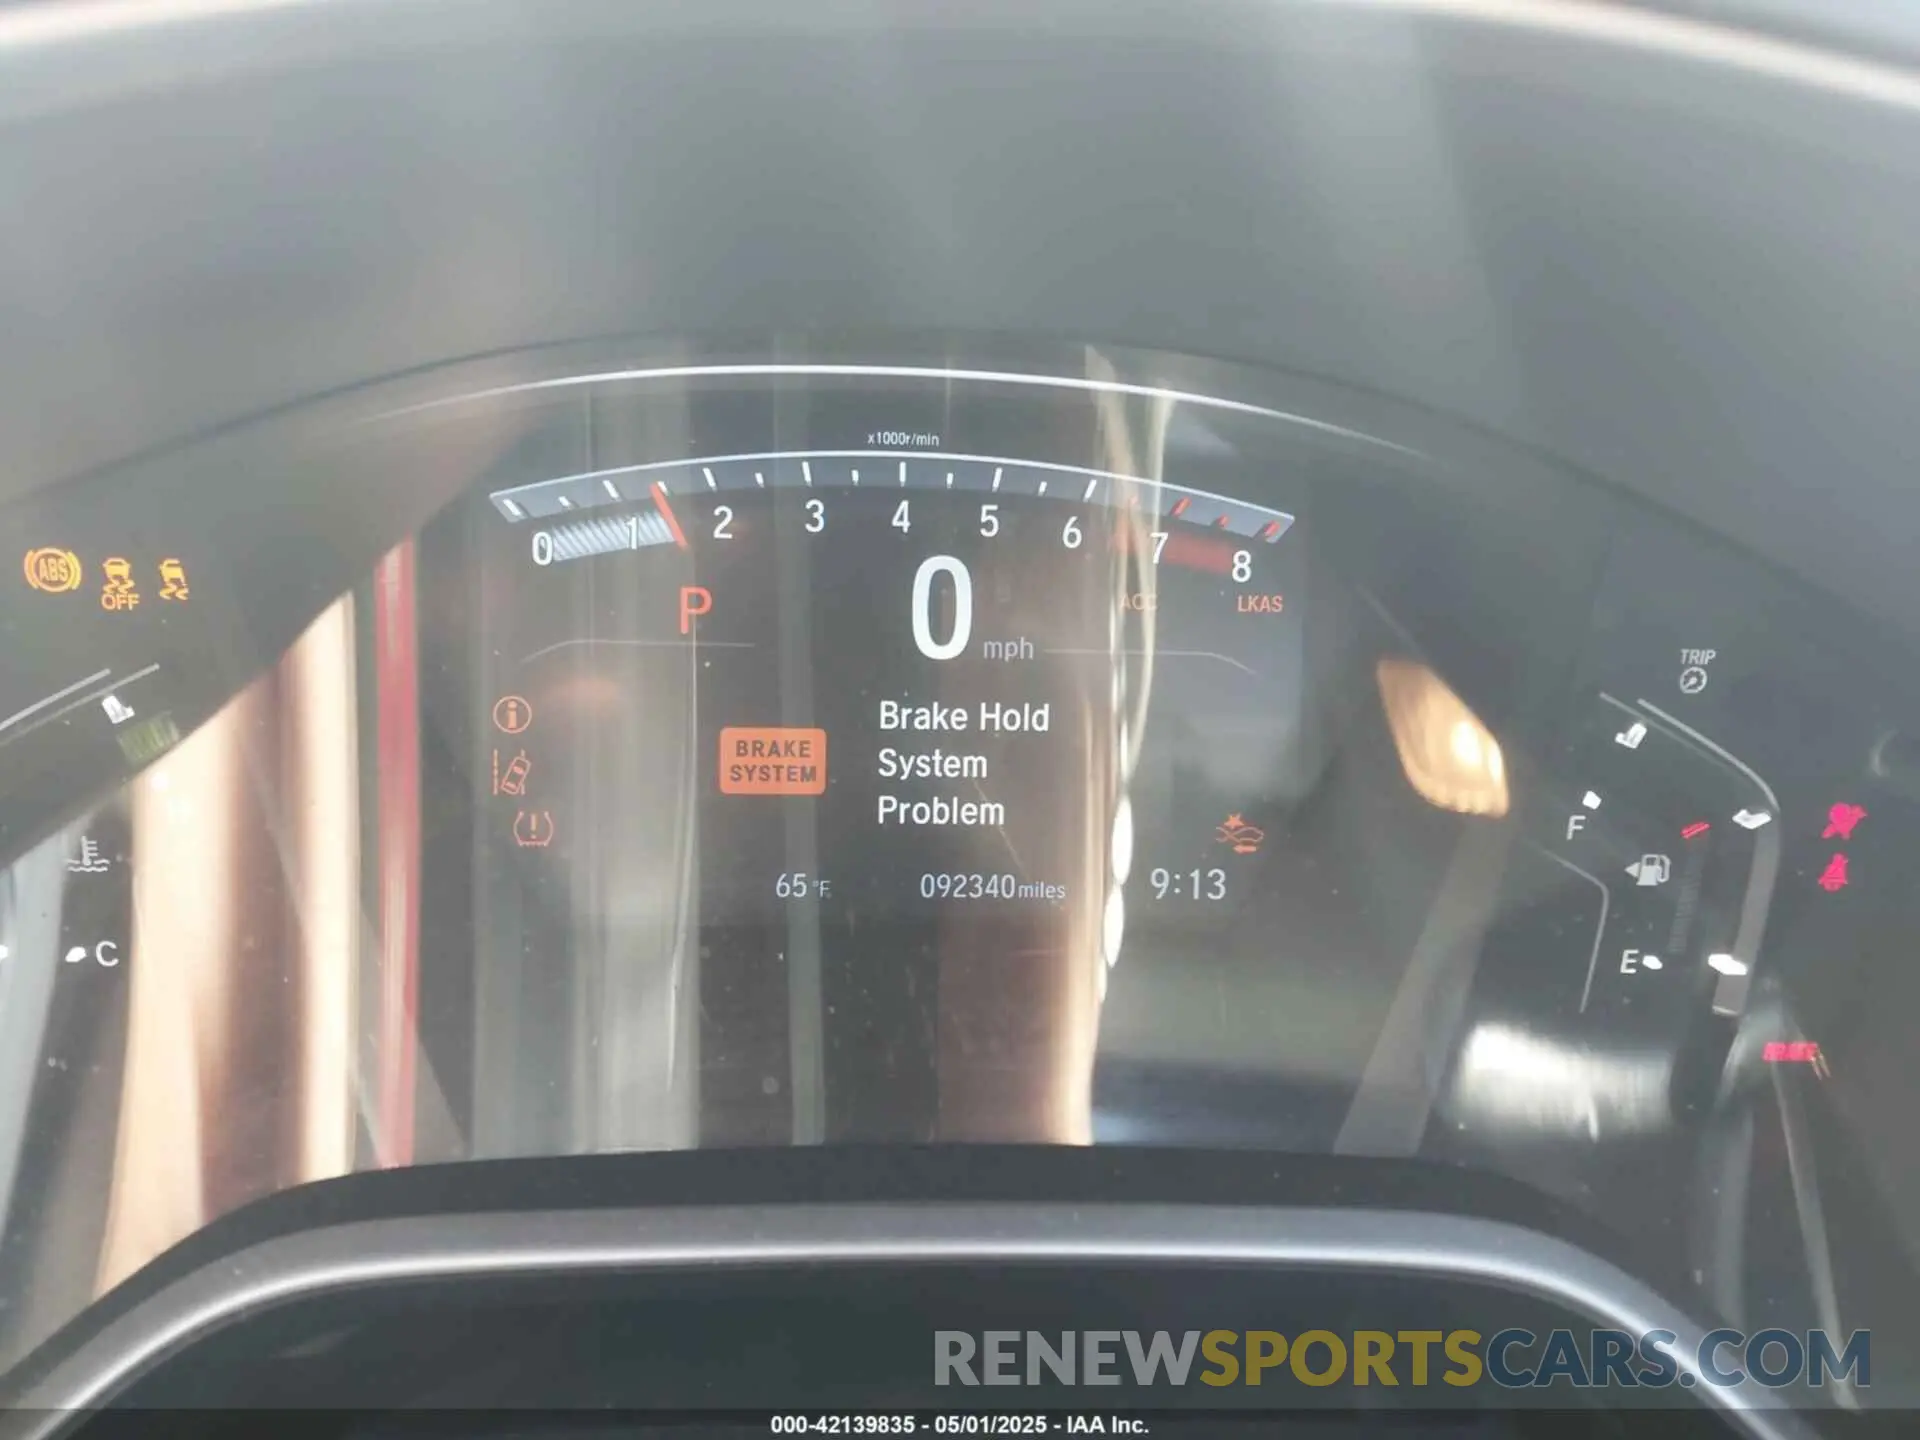 x1000r/min
0 1 2 3 4 5 6 7 8
ABS
OFF
P
0 mph
ACC
LKAS
TRIP
BRAKE
SYSTEM
Brake Hold
System
Problem
F
65°F
092340 miles
9:13
C
E
BRAKE
RENEWSPORTSCARS.COM
000-42139835 - 05/01/2025 - IAA Inc.